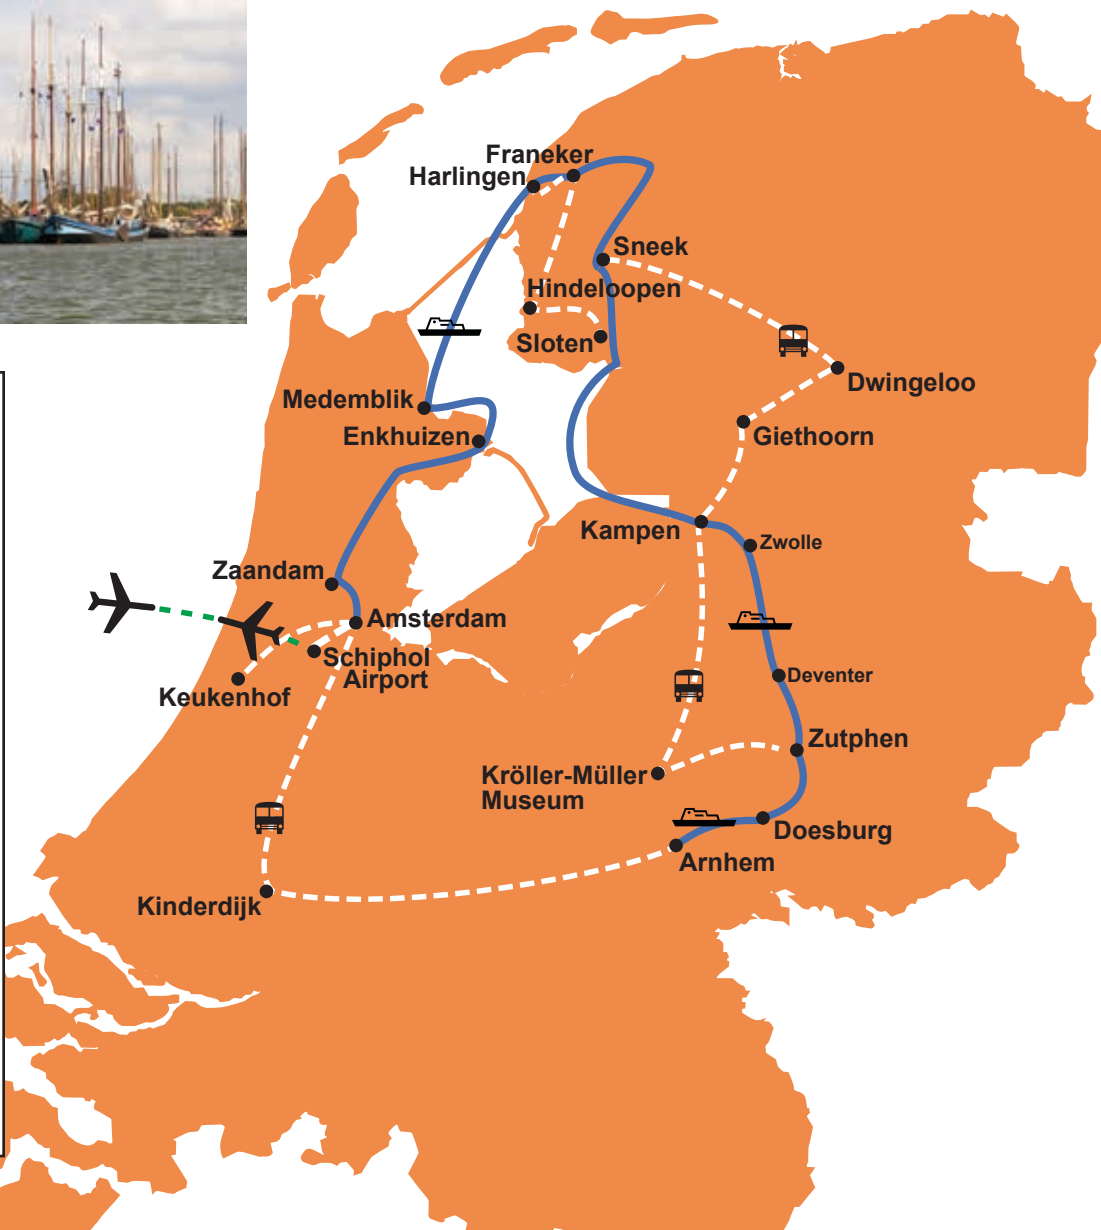 Franeker
Harlingen
Sneek
Hindeloopen
Sloten
Dwingeloo
Medemblik
Giethoorn
Enkhuizen
Kampen
Zwolle
Zaandam
Amsterdam
Schiphol
Airport
Keukenhof
Deventer
Zutphen
Kröller-Müller
Museum
Doesburg
Arnhem
Kinderdijk